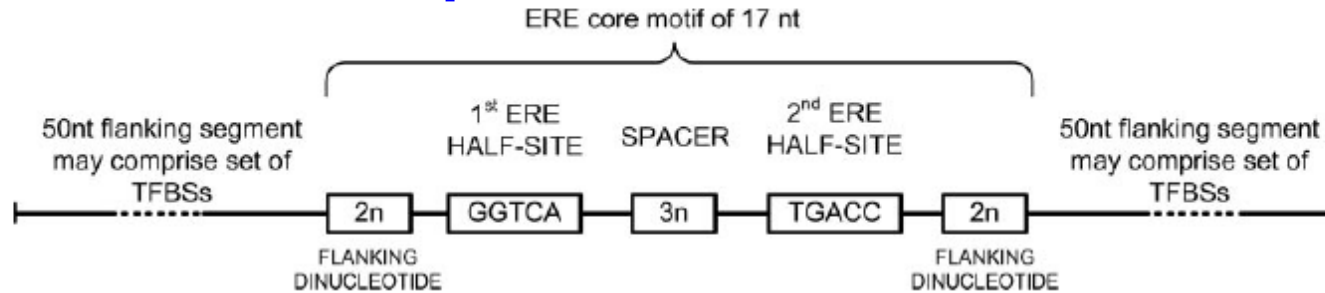 ERE core motif of 17 nt
50nt flanking segment
may comprise set of
TFBSs
1st ERE
HALF-SITE
SPACER
2nd ERE
HALF-SITE
50nt flanking segment
may comprise set of
TFBSs
2n
GGTCA
3n
TGACC
2n
FLANKING
DINUCLEOTIDE
FLANKING
DINUCLEOTIDE